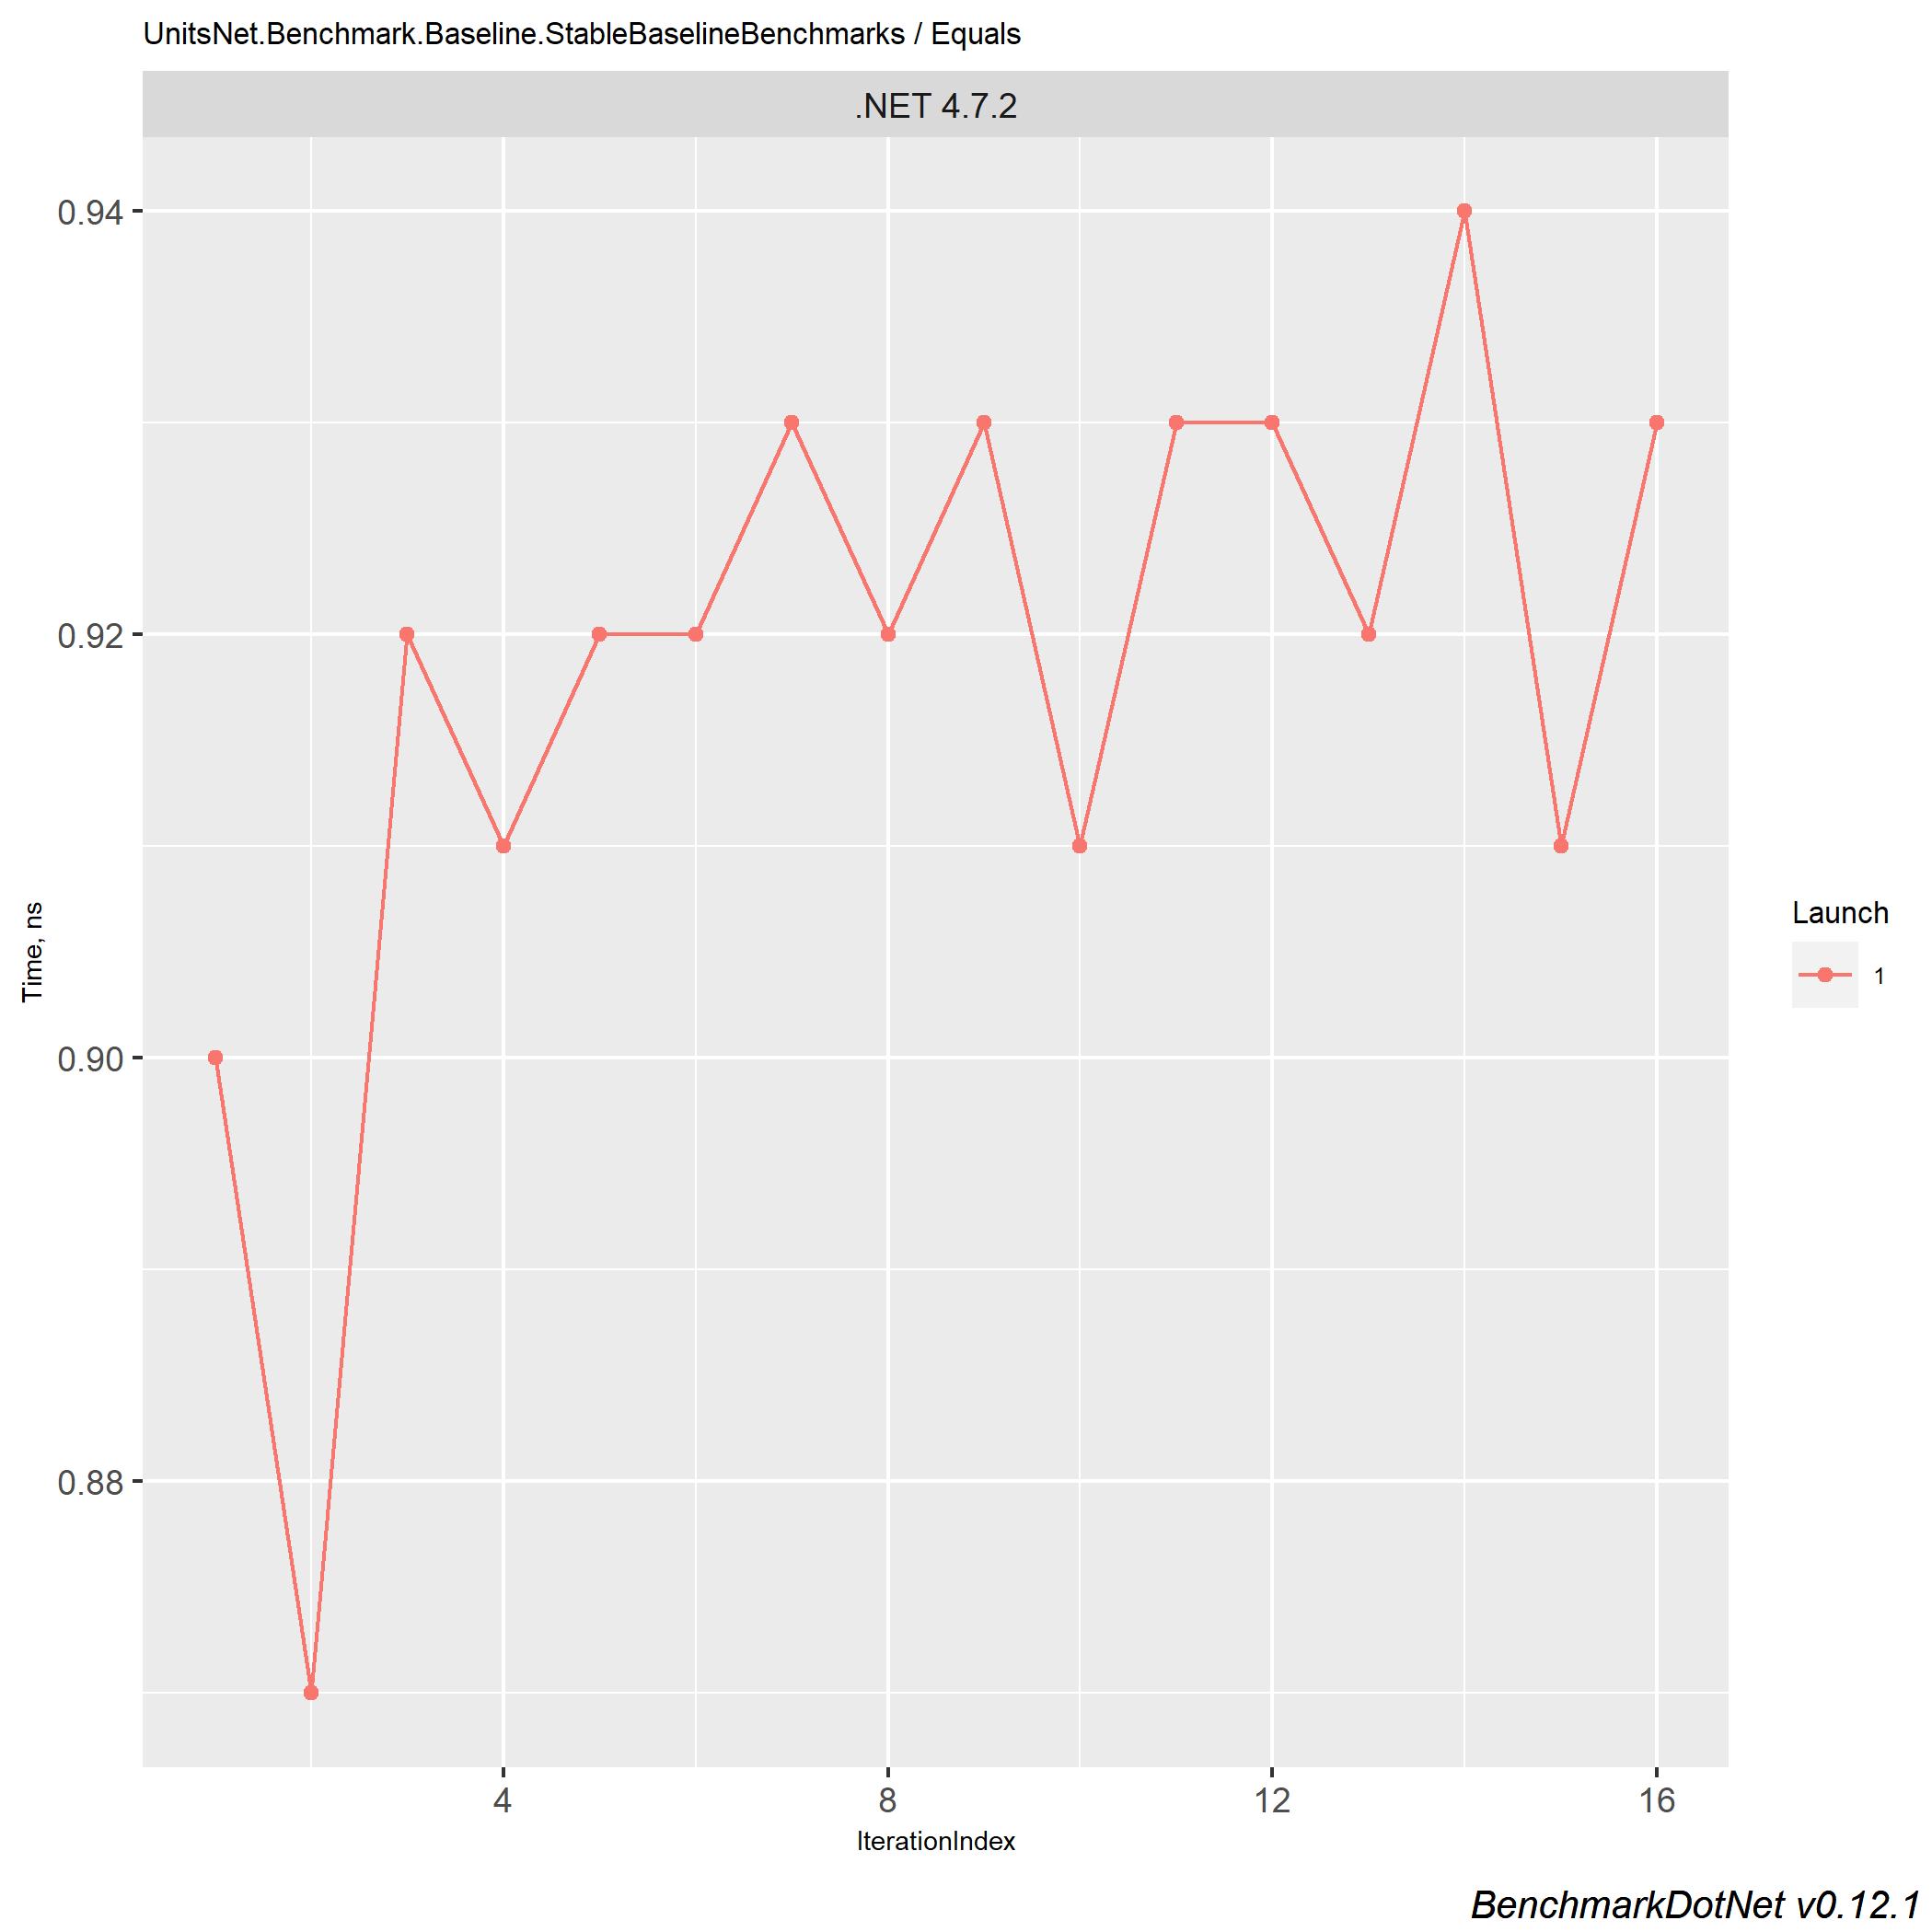 UnitsNet.Benchmark.Baseline.StableBaselineBenchmarks / Equals
.NET 4.7.2
0.94
0.92
0.90
0.88
Time, ns
4 8 12 16
IterationIndex
Launch
1
BenchmarkDotNet v0.12.1